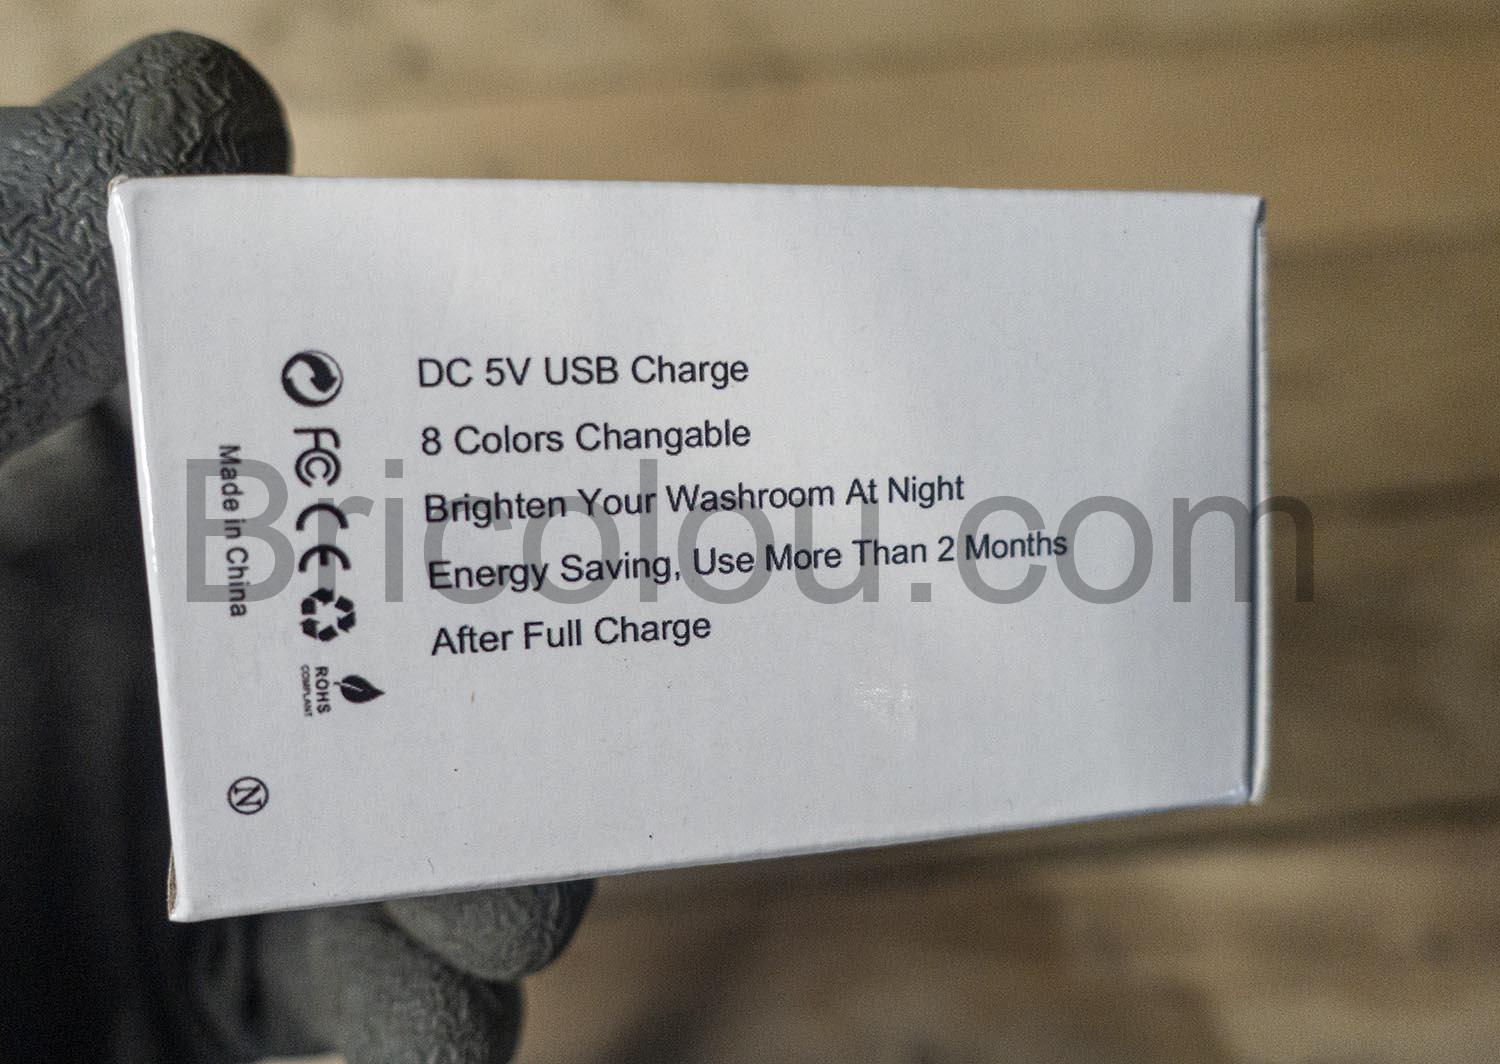 DC 5V USB Charge
8 Colors Changable
Brighten Your Washroom At Night
Energy Saving, Use More Than 2 Months
After Full Charge
FC CE
ROHS
COMPLIANT
Made in China
N
Bricolou.com